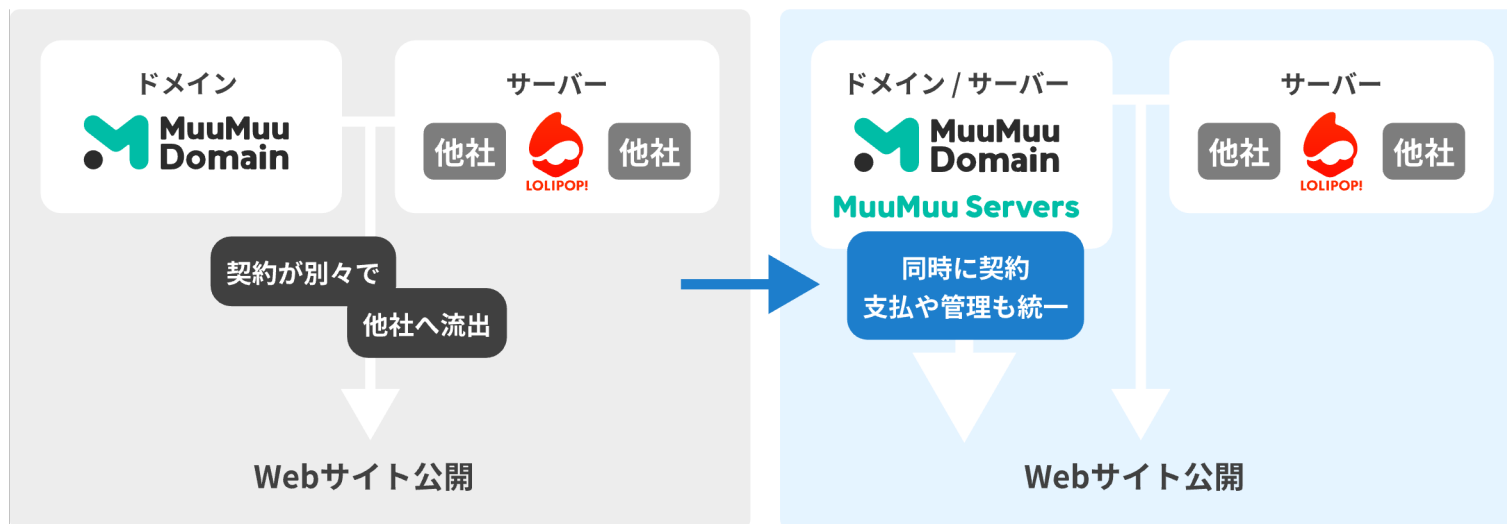 ドメイン
MuuMuu
Domain
サーバー
他社
LOLIPOP!
他社
契約が別々で
他社へ流出
Webサイト公開
ドメイン / サーバー
MuuMuu
Domain
MuuMuu Servers
同時に契約
支払や管理も統一
サーバー
他社
LOLIPOP!
他社
Webサイト公開